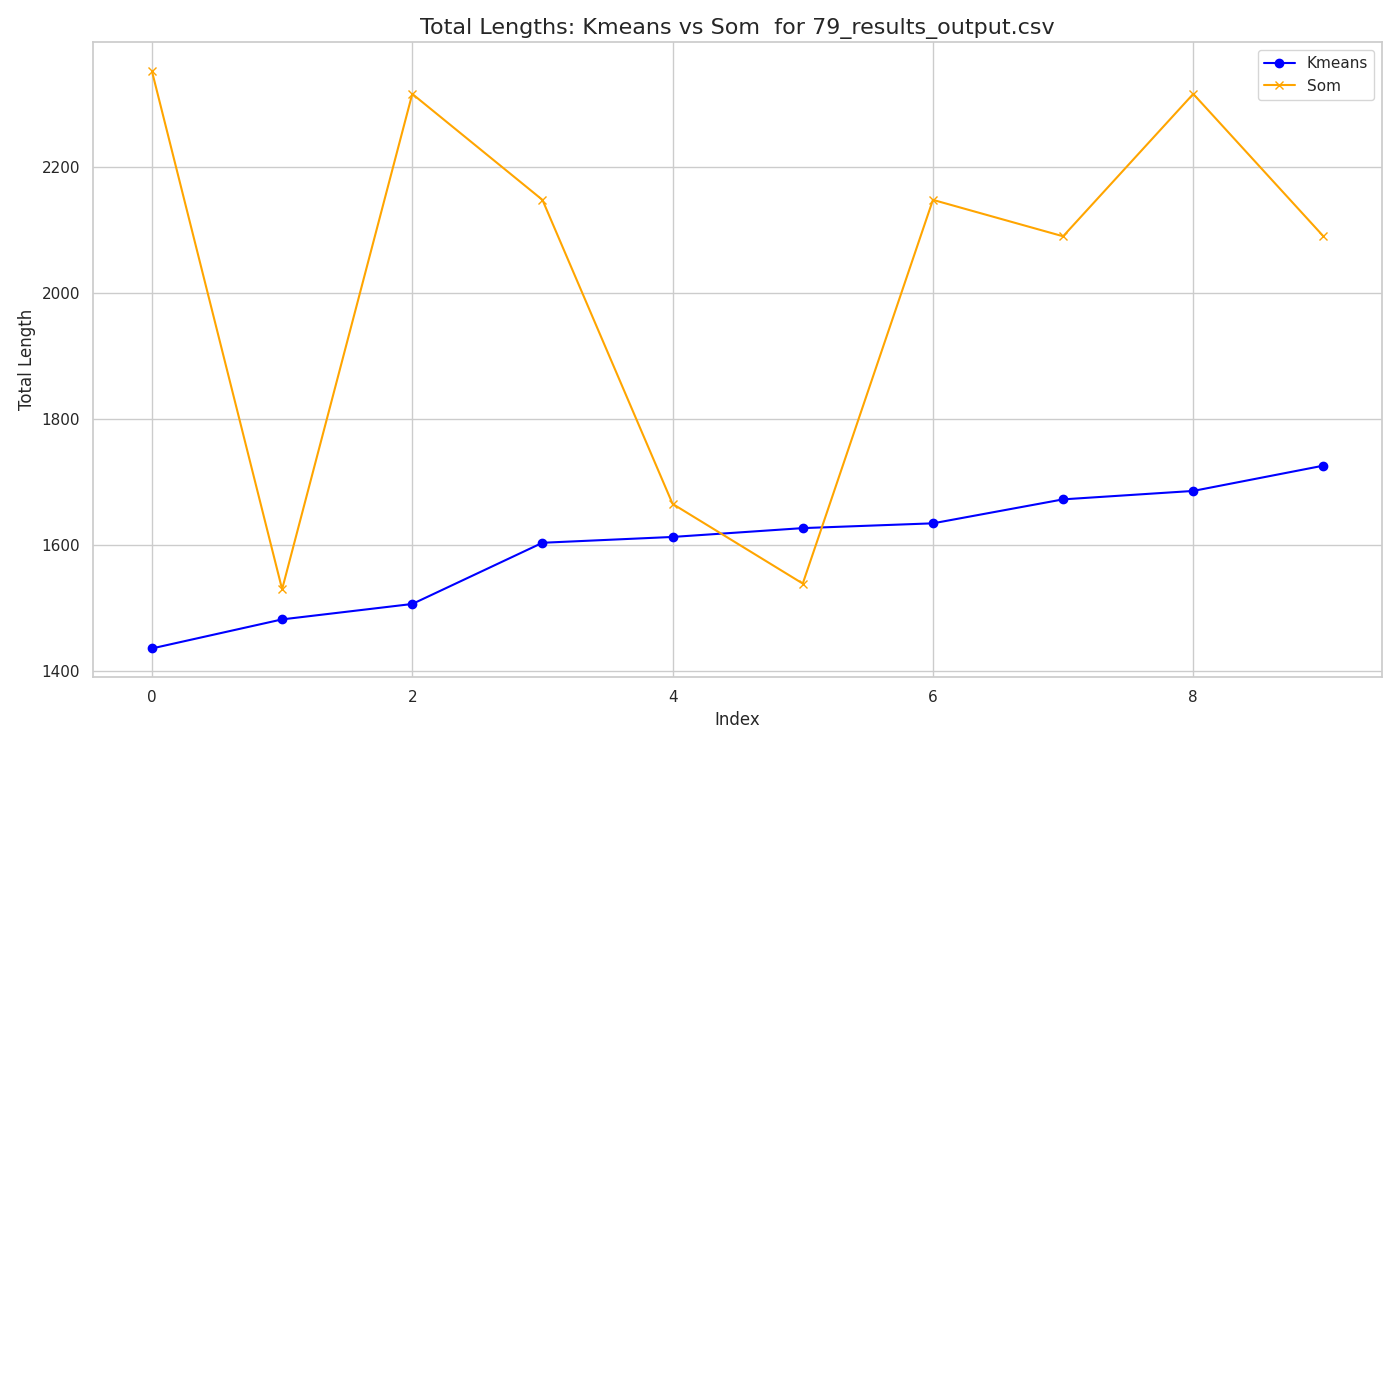 Total Lengths: Kmeans vs Som  for 79_results_output.csv
Kmeans
Som
Total Length
2200
2000
1800
1600
1400
0 2 4 6 8
Index